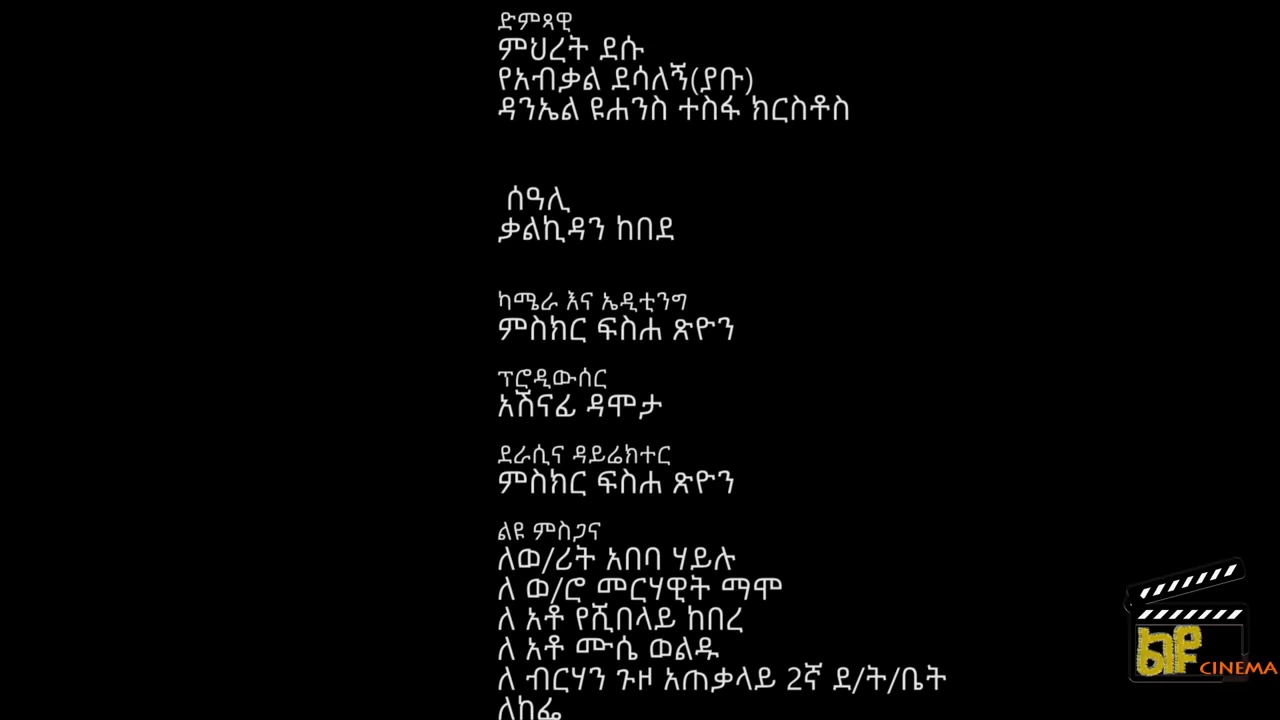 ድምጻዊ
ምህረት ደሱ
የአብቃል ደሳለኝ(ያቡ)
ዳንኤል ዩሐንስ ተስፋ ክርስቶስ
ሰዓሊ
ቃልኪዳን ከበደ
ካሜራ እና ኤዲቲንግ
ምስክር ፍስሐ ጽዮን
ፕሮዲውሰር
አሸናፊ ዳሞታ
ደራሲና ዳይሬክተር
ምስክር ፍስሐ ጽዮን
ልዩ ምስጋና
ለወ/ሪት አበባ ሃይሉ
ለ ወ/ሮ መርሃዊት ማሞ
ለ አቶ የሺበላይ ከበረ
ለ አቶ ሙሴ ወልዱ
ለ ብርሃን ጉዞ አጠቃላይ 2ኛ ደ/ት/ቤት
ለከፌ
ልዩ
CINEMA